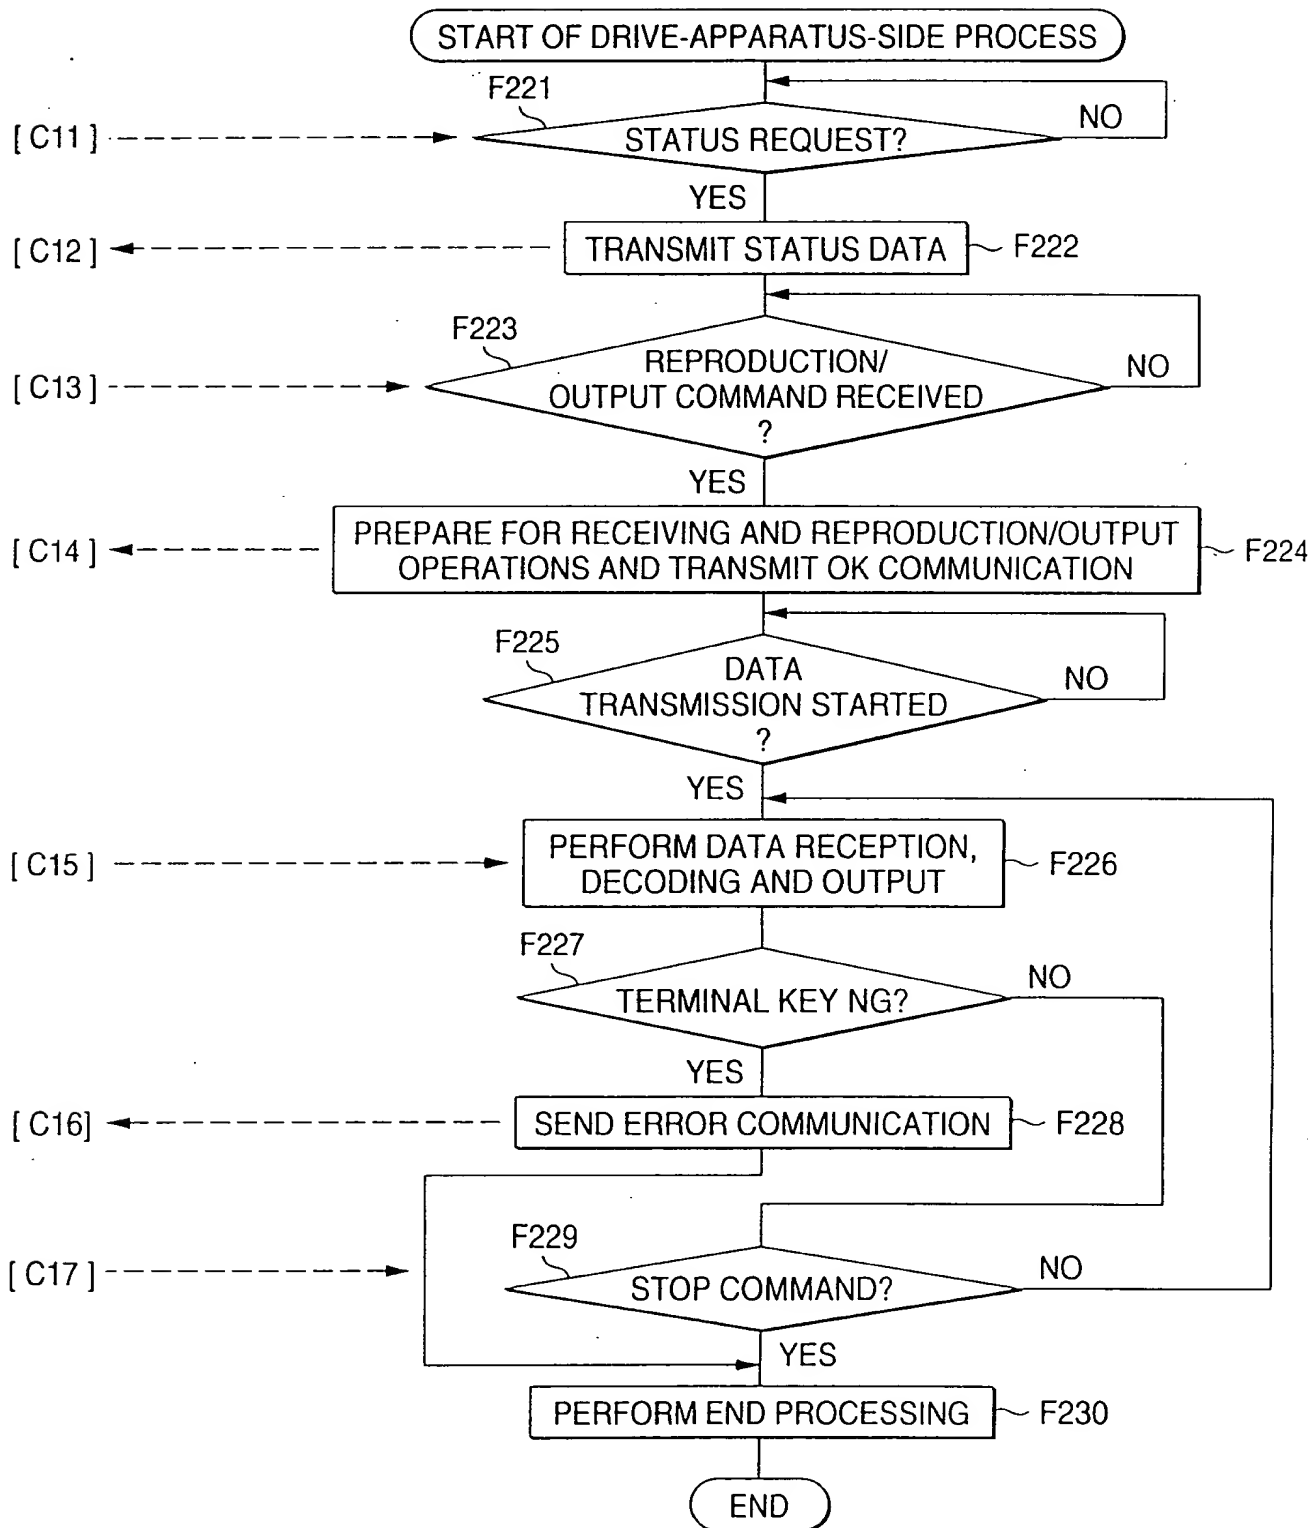 START OF DRIVE-APPARATUS-SIDE PROCESS
F221
NO
[C11]
STATUS REQUEST?
YES
[C12]
TRANSMIT STATUS DATA
F222
F223
REPRODUCTION/
NO
[C13]
OUTPUT COMMAND RECEIVED
?
YES
PREPARE FOR RECEIVING AND REPRODUCTION/OUTPUT
[C14]
F224
OPERATIONS AND TRANSMIT OK COMMUNICATION
F225
DATA
NO
TRANSMISSION STARTED
?
YES
PERFORM DATA RECEPTION,
[C15]
F226
DECODING AND OUTPUT
F227
NO
TERMINAL KEY NG?
YES
[C16]
SEND ERROR COMMUNICATION
F228
F229
NO
[C17]
STOP COMMAND?
YES
PERFORM END PROCESSING
F230
END